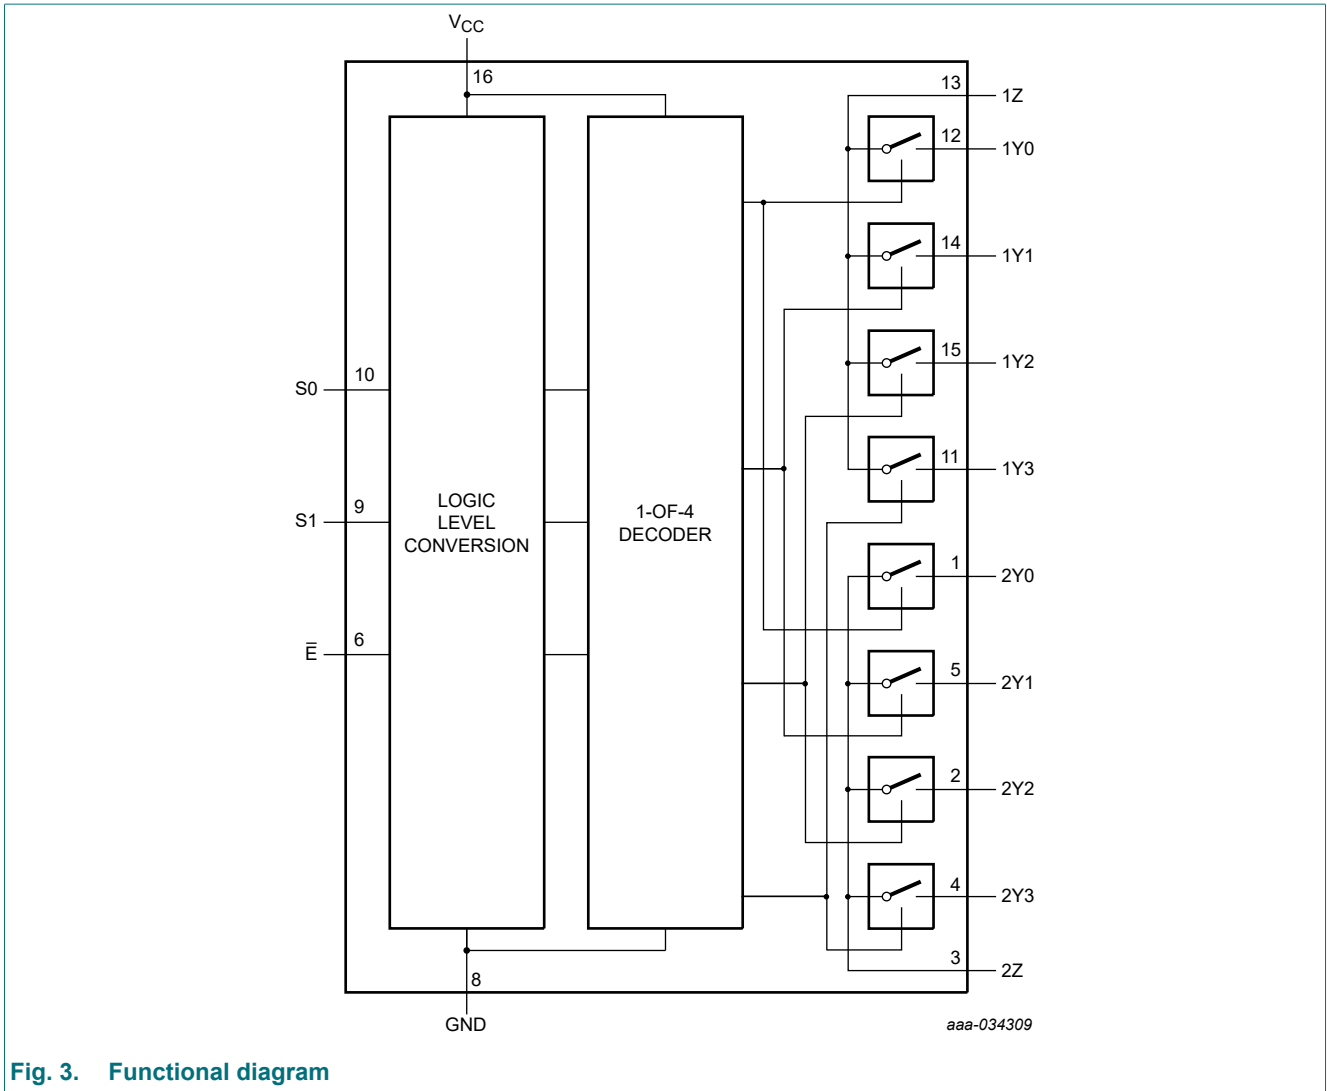 VCC
16
13
1Z
12
1Y0
14
1Y1
15
1Y2
S0
10
11
1Y3
LOGIC
LEVEL
CONVERSION
1-OF-4
DECODER
S1
9
1
2Y0
E̅
6
5
2Y1
2
2Y2
4
2Y3
3
2Z
8
GND
aaa-034309
Fig. 3. Functional diagram